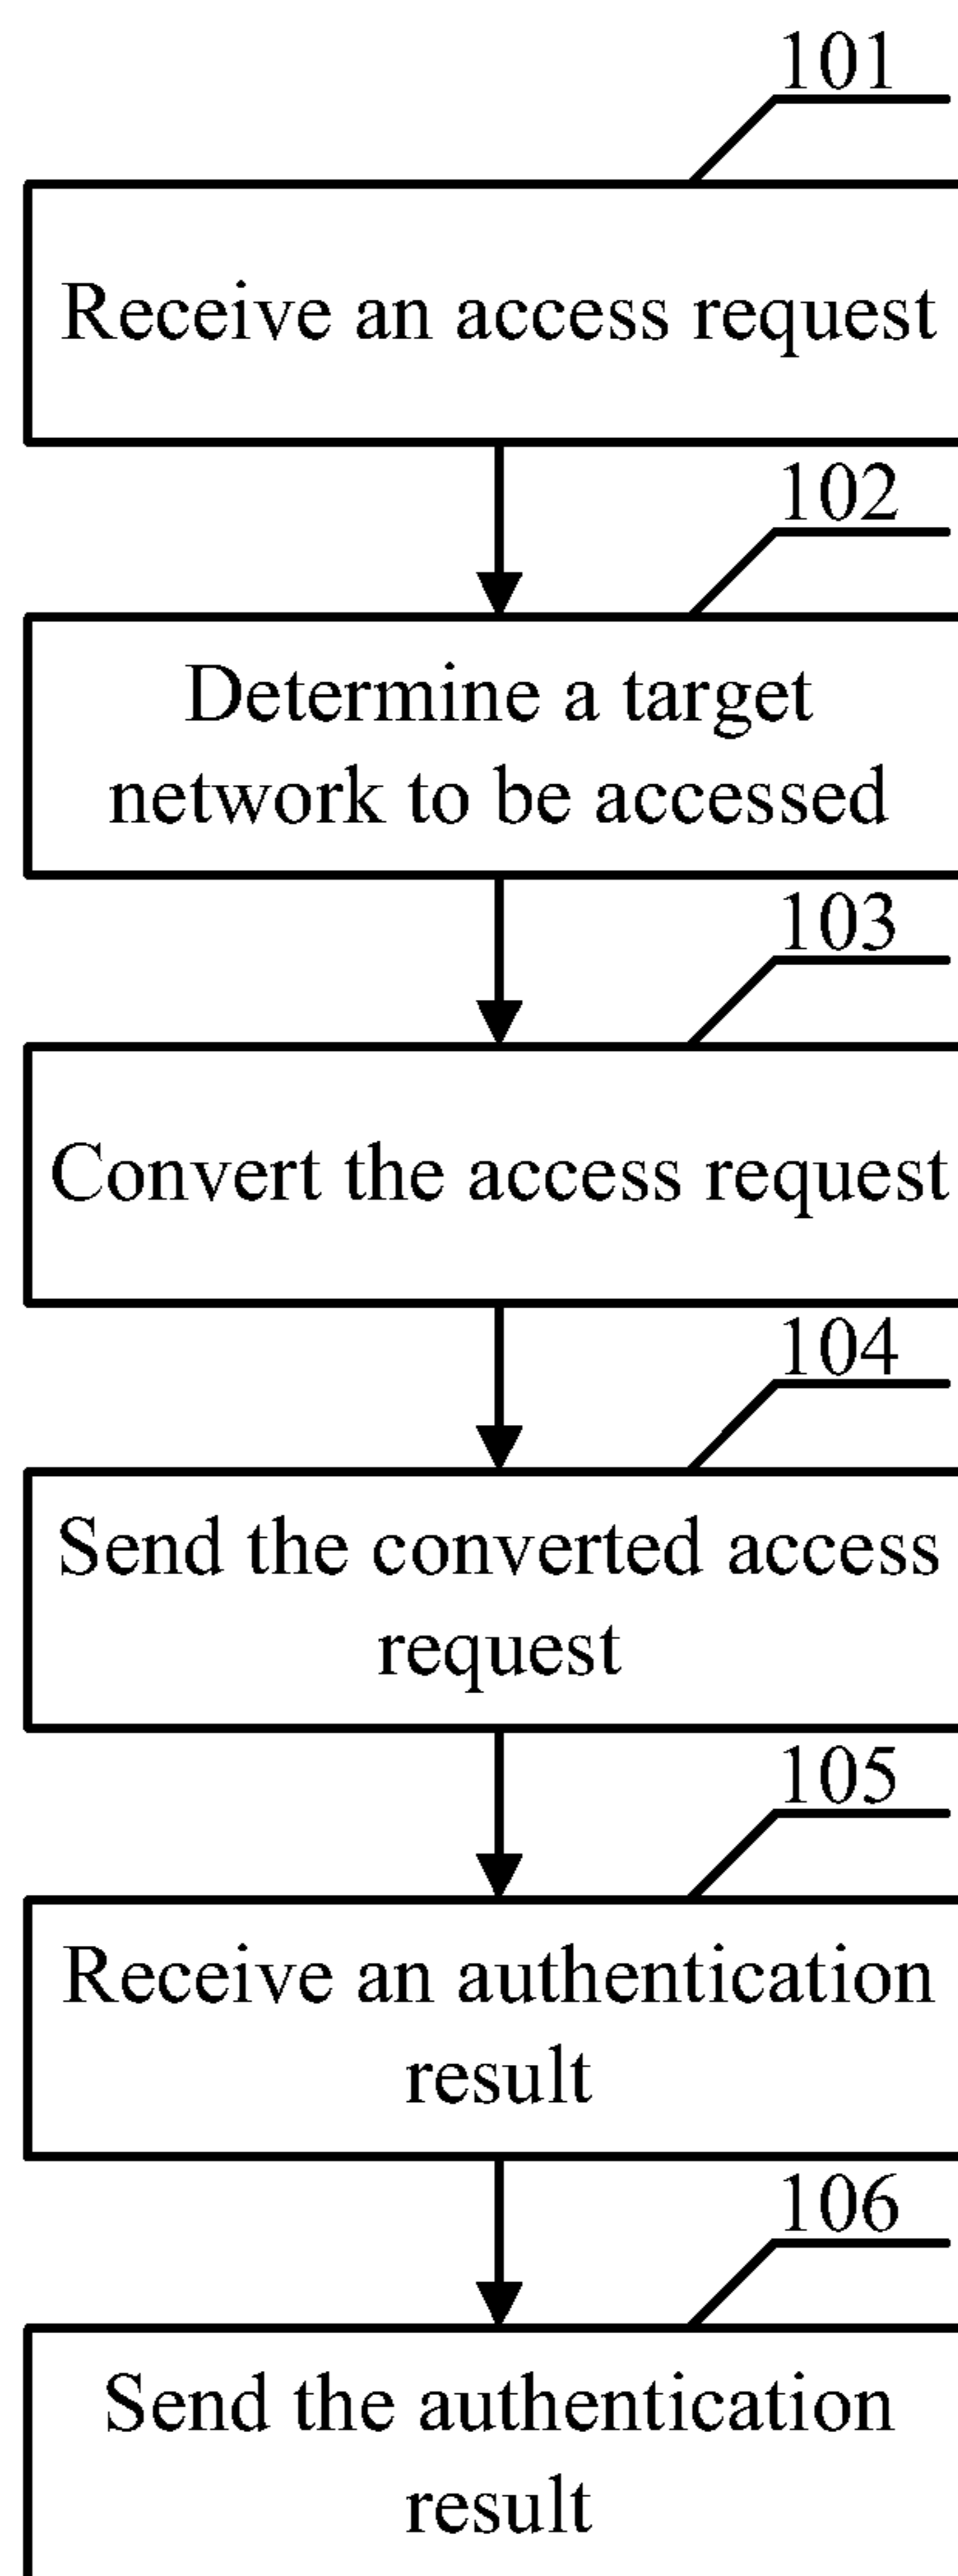 101
Receive an access request
102
Determine a target
network to be accessed
103
Convert the access request
104
Send the converted access
request
105
Receive an authentication
result
106
Send the authentication
result